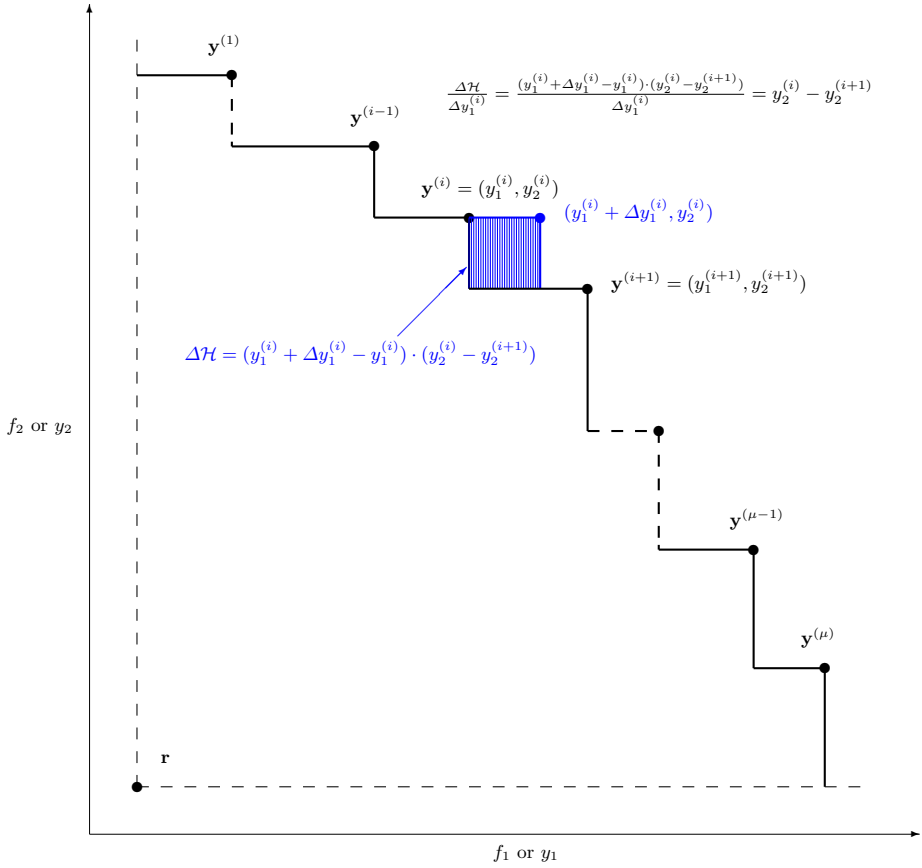 𝐲^{(1)}
\frac{Δℋ}{Δy_1^{(i)}} = \frac{(y_1^{(i)}+Δy_1^{(i)}−y_1^{(i)})·(y_2^{(i)}−y_2^{(i+1)})}{Δy_1^{(i)}} = y_2^{(i)} − y_2^{(i+1)}
𝐲^{(i−1)}
𝐲^{(i)} = (y_1^{(i)}, y_2^{(i)})
(y_1^{(i)} + Δy_1^{(i)}, y_2^{(i)})
𝐲^{(i+1)} = (y_1^{(i+1)}, y_2^{(i+1)})
Δℋ = (y_1^{(i)} + Δy_1^{(i)} − y_1^{(i)}) · (y_2^{(i)} − y_2^{(i+1)})
f_2 or y_2
𝐲^{(μ−1)}
𝐲^{(μ)}
𝐫
f_1 or y_1